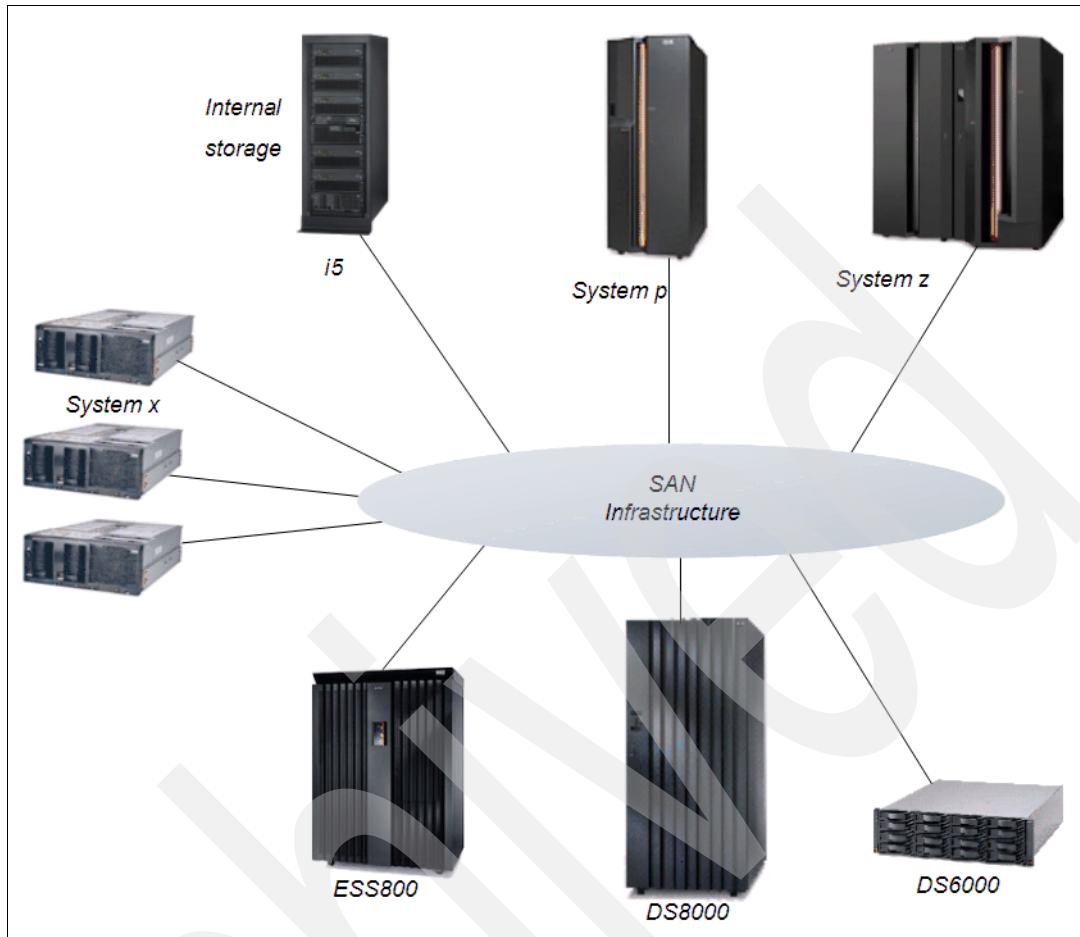 Internal
storage
i5
System p
System z
System x
SAN
Infrastructure
ESS800
DS8000
DS6000